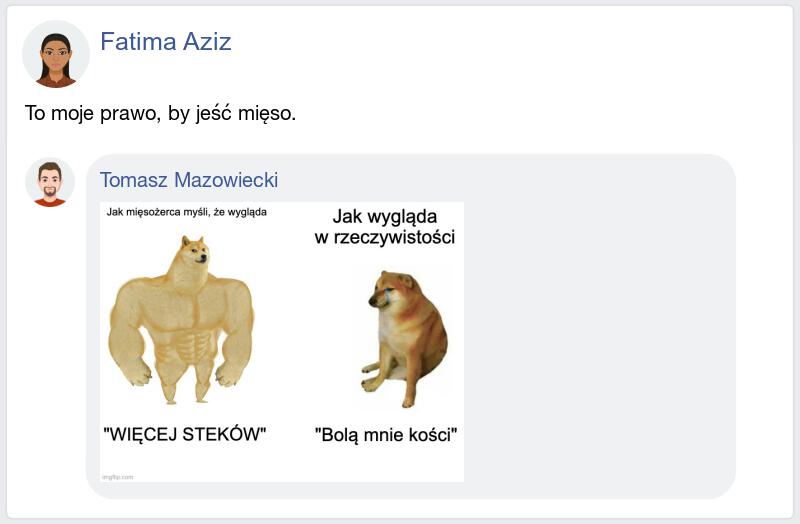 Fatima Aziz
To moje prawo, by jeść mięso.
Tomasz Mazowiecki
Jak mięsożerca myśli, że wygląda
Jak wygląda
w rzeczywistości
"WIĘCEJ STEKÓW"
"Bolą mnie kości"
imgflip.com